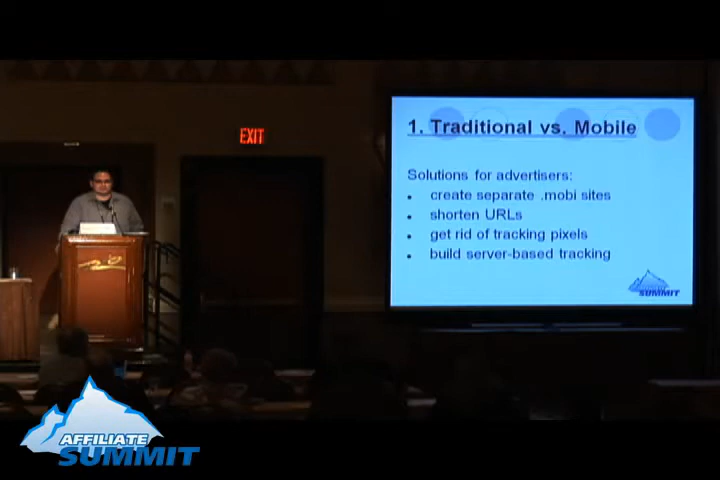 EXIT
1. Traditional vs. Mobile
Solutions for advertisers:
• create separate .mobi sites
• shorten URLs
• get rid of tracking pixels
• build server-based tracking
SUMMIT
AFFILIATE
SUMMIT